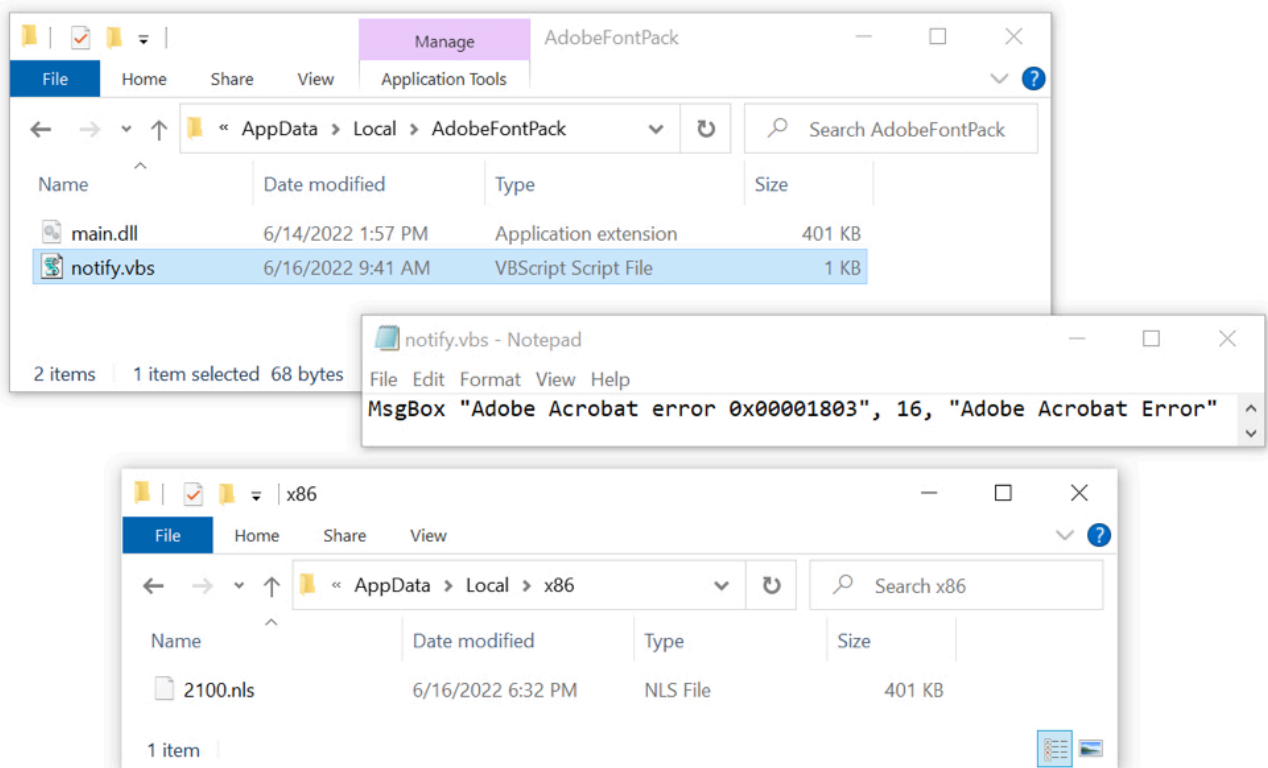 Manage AdobeFontPack
File Home Share View Application Tools ?
« AppData > Local > AdobeFontPack Search AdobeFontPack
Name Date modified Type Size
main.dll 6/14/2022 1:57 PM Application extension 401 KB
notify.vbs 6/16/2022 9:41 AM VBScript Script File 1 KB
2 items 1 item selected 68 bytes
notify.vbs - Notepad
File Edit Format View Help
MsgBox "Adobe Acrobat error 0x00001803", 16, "Adobe Acrobat Error"
x86
File Home Share View ?
« AppData > Local > x86 Search x86
Name Date modified Type Size
2100.nls 6/16/2022 6:32 PM NLS File 401 KB
1 item